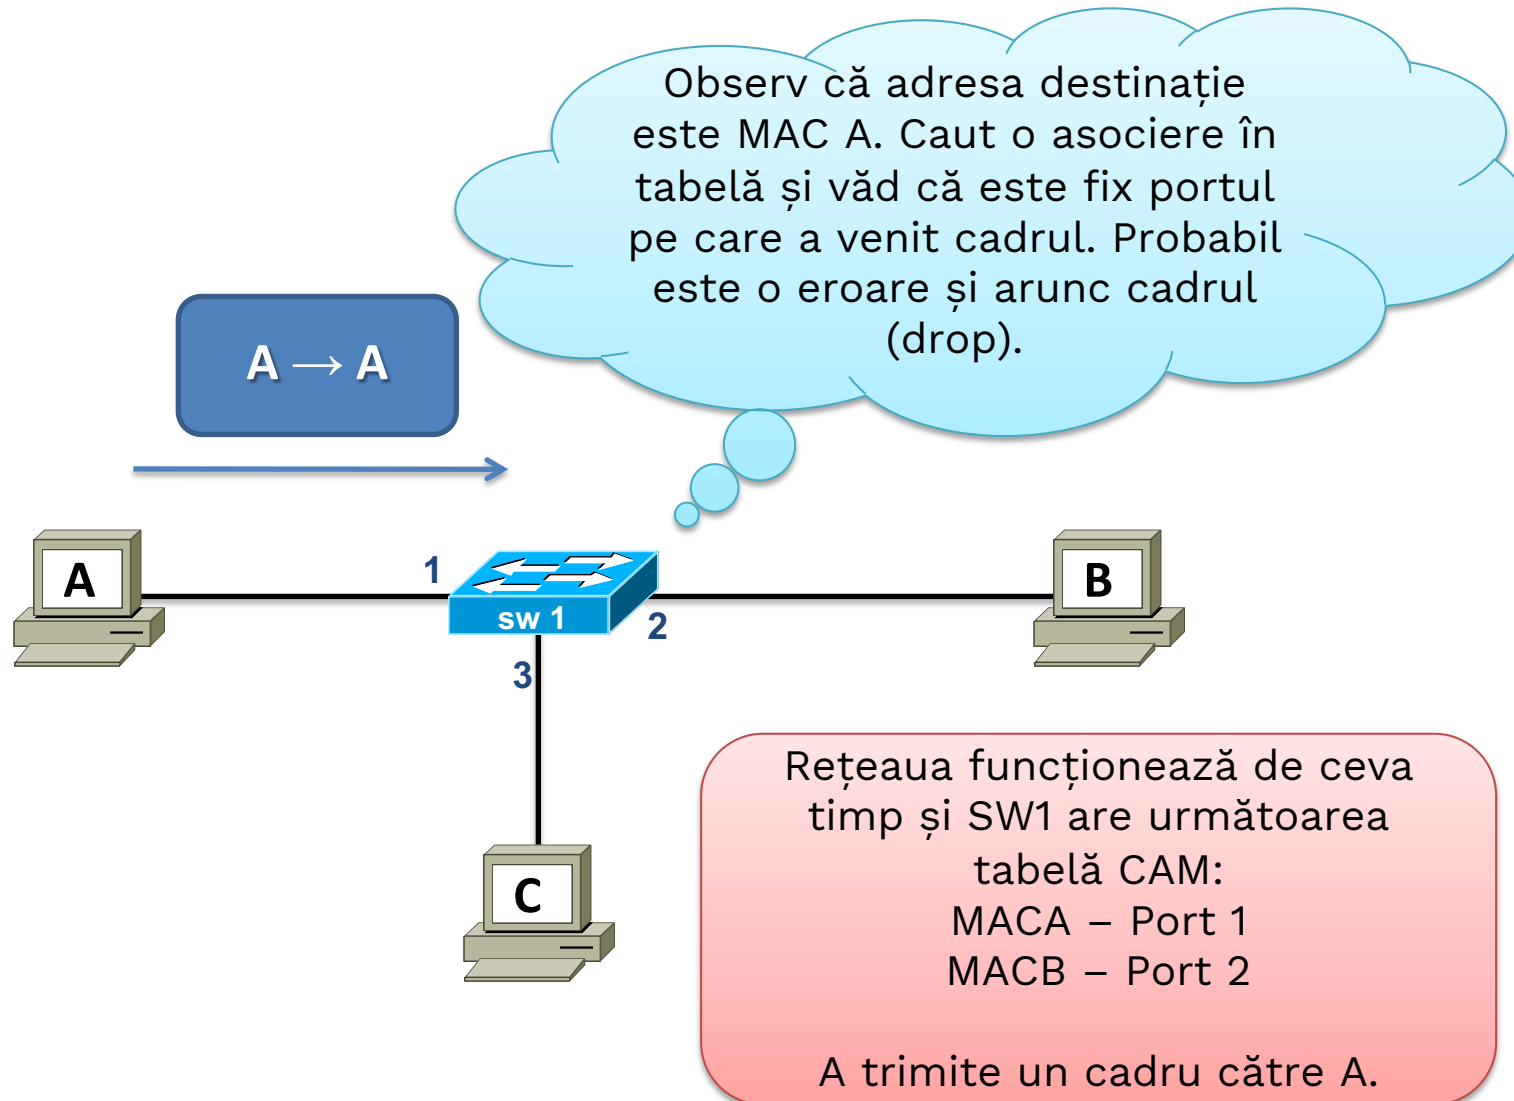 Observ că adresa destinație
este MAC A. Caut o asociere în
tabelă și văd că este fix portul
pe care a venit cadrul. Probabil
este o eroare și arunc cadrul
(drop).
A → A
A
1
sw 1
2
B
3
C
Rețeaua funcționează de ceva
timp și SW1 are următoarea
tabelă CAM:
MACA – Port 1
MACB – Port 2
A trimite un cadru către A.